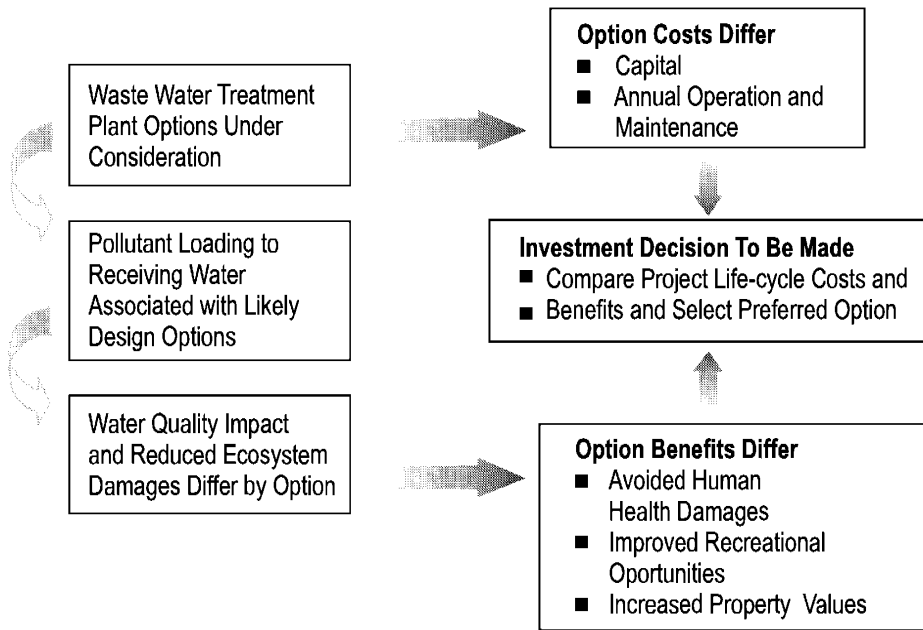 Waste Water Treatment
Plant Options Under
Consideration
Pollutant Loading to
Receiving Water
Associated with Likely
Design Options
Water Quality Impact
and Reduced Ecosystem
Damages Differ by Option
Option Costs Differ
■ Capital
■ Annual Operation and
Maintenance
Investment Decision To Be Made
■ Compare Project Life-cycle Costs and
■ Benefits and Select Preferred Option
Option Benefits Differ
■ Avoided Human
Health Damages
■ Improved Recreational
Oportunities
■ Increased Property Values